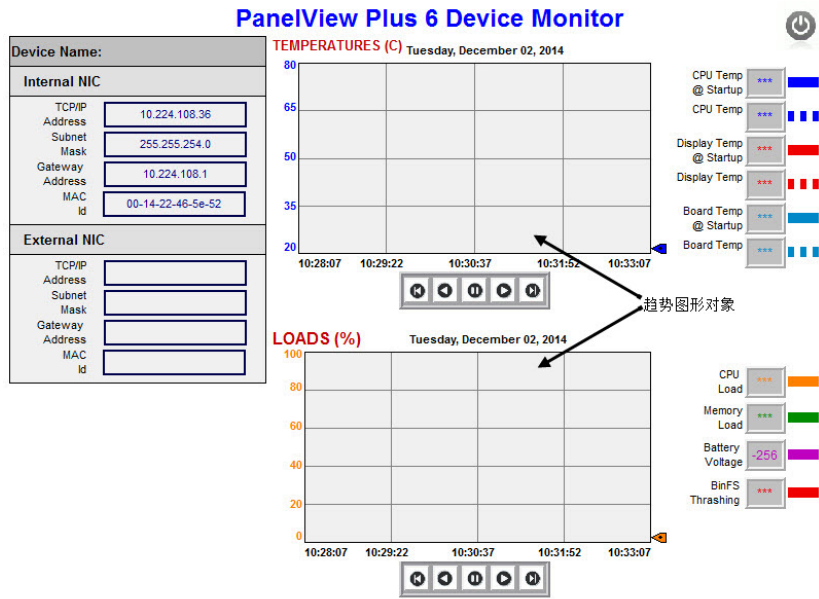 PanelView Plus 6 Device Monitor
Device Name:
Internal NIC
TCP/IP
Address
10.224.108.36
Subnet
Mask
255.255.254.0
Gateway
Address
10.224.108.1
MAC
Id
00-14-22-46-5e-52
External NIC
TCP/IP
Address
Subnet
Mask
Gateway
Address
MAC
Id
TEMPERATURES (C)
Tuesday, December 02, 2014
80
65
50
35
20
10:28:07
10:29:22
10:30:37
10:31:52
10:33:07
CPU Temp
@ Startup
***
CPU Temp
***
Display Temp
@ Startup
***
Display Temp
***
Board Temp
@ Startup
***
Board Temp
***
趋势图形对象
LOADS (%)
Tuesday, December 02, 2014
100
80
60
40
20
0
10:28:07
10:29:22
10:30:37
10:31:52
10:33:07
CPU
Load
***
Memory
Load
***
Battery
Voltage
-256
BinFS
Thrashing
***